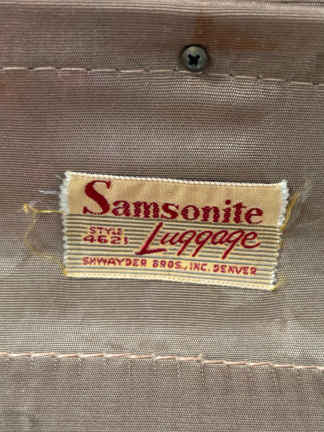 Samsonite
STYLE
4621 Luggage
SHWAYDER BROS., INC. DENVER